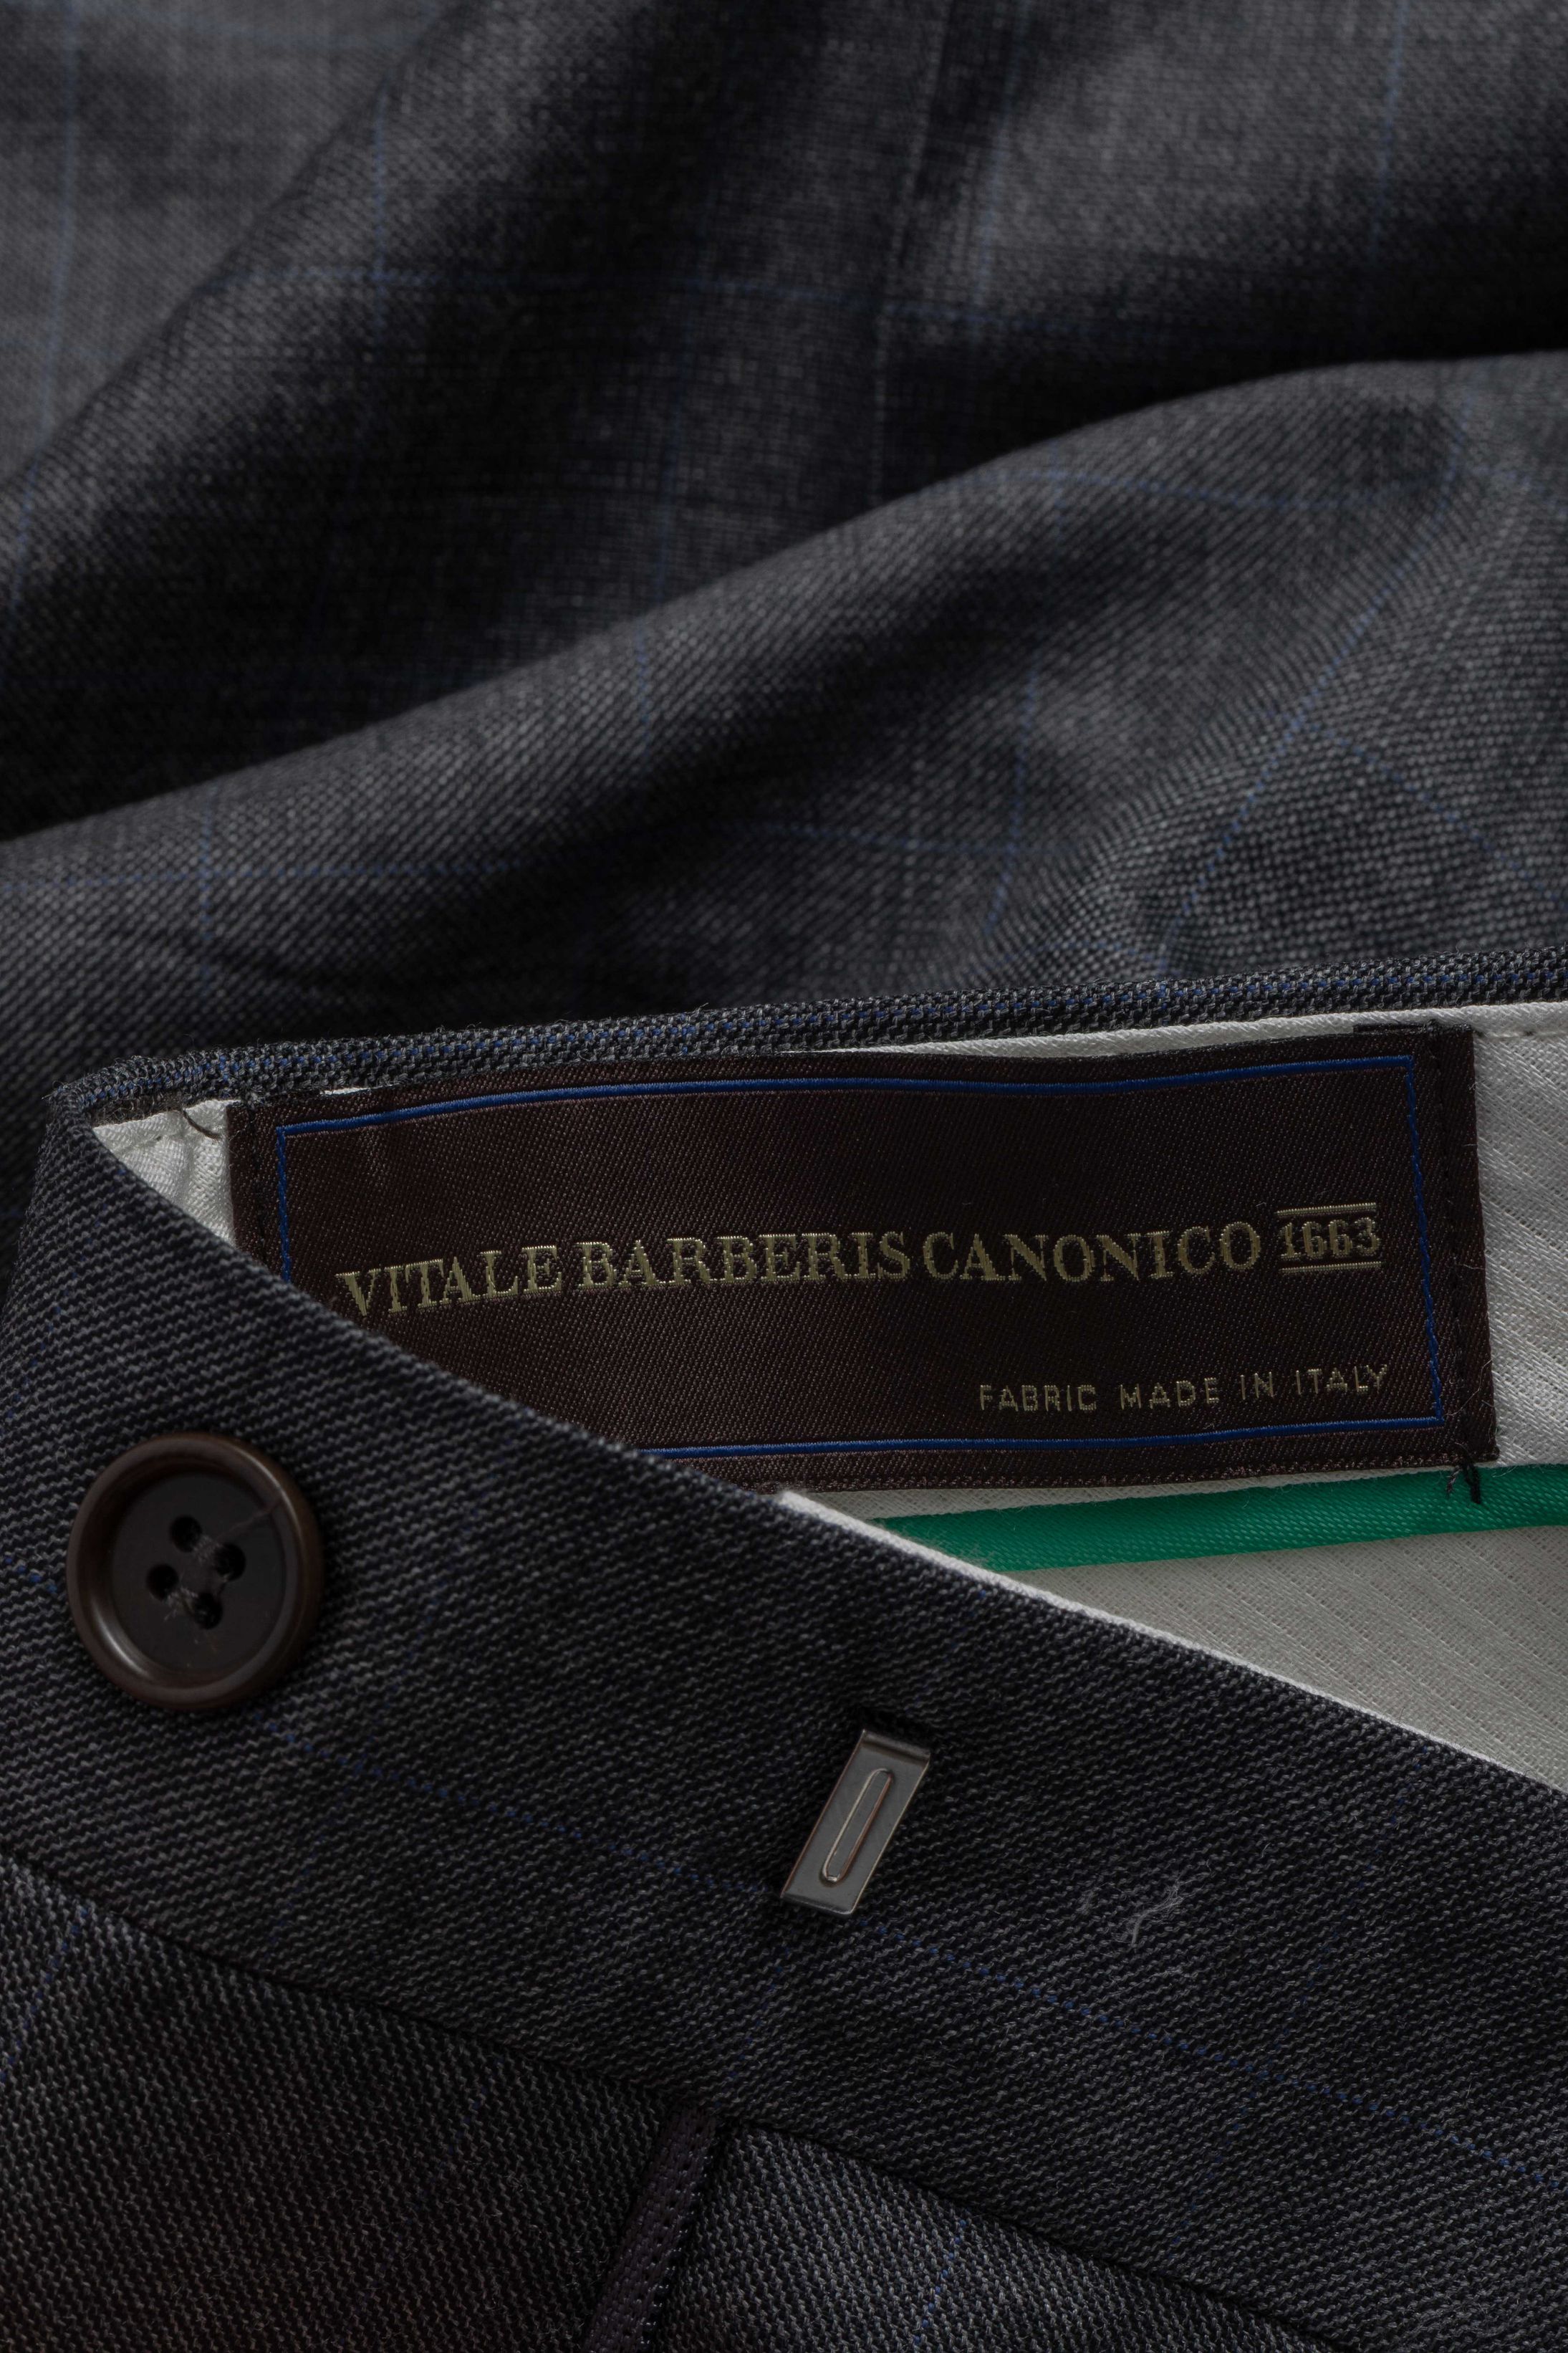 VITALE BARBERIS CANONICO 1663
FABRIC MADE IN ITALY